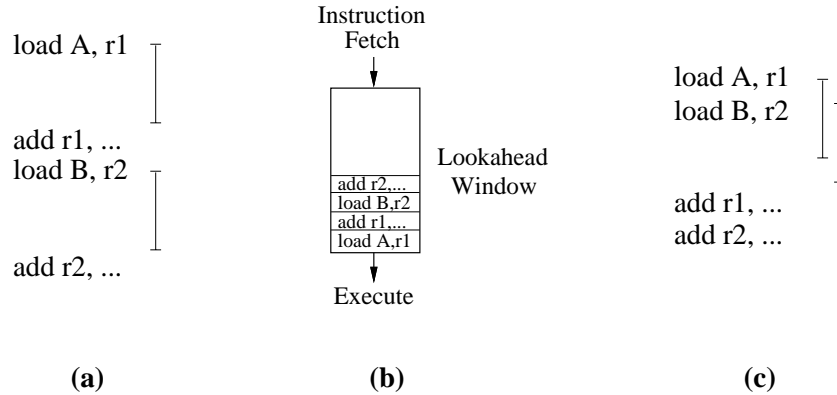 load A, r1
add r1, ...
load B, r2
add r2, ...
(a)
Instruction
Fetch
add r2,...
load B,r2
add r1,...
load A,r1
Lookahead
Window
Execute
(b)
load A, r1
load B, r2
add r1, ...
add r2, ...
(c)